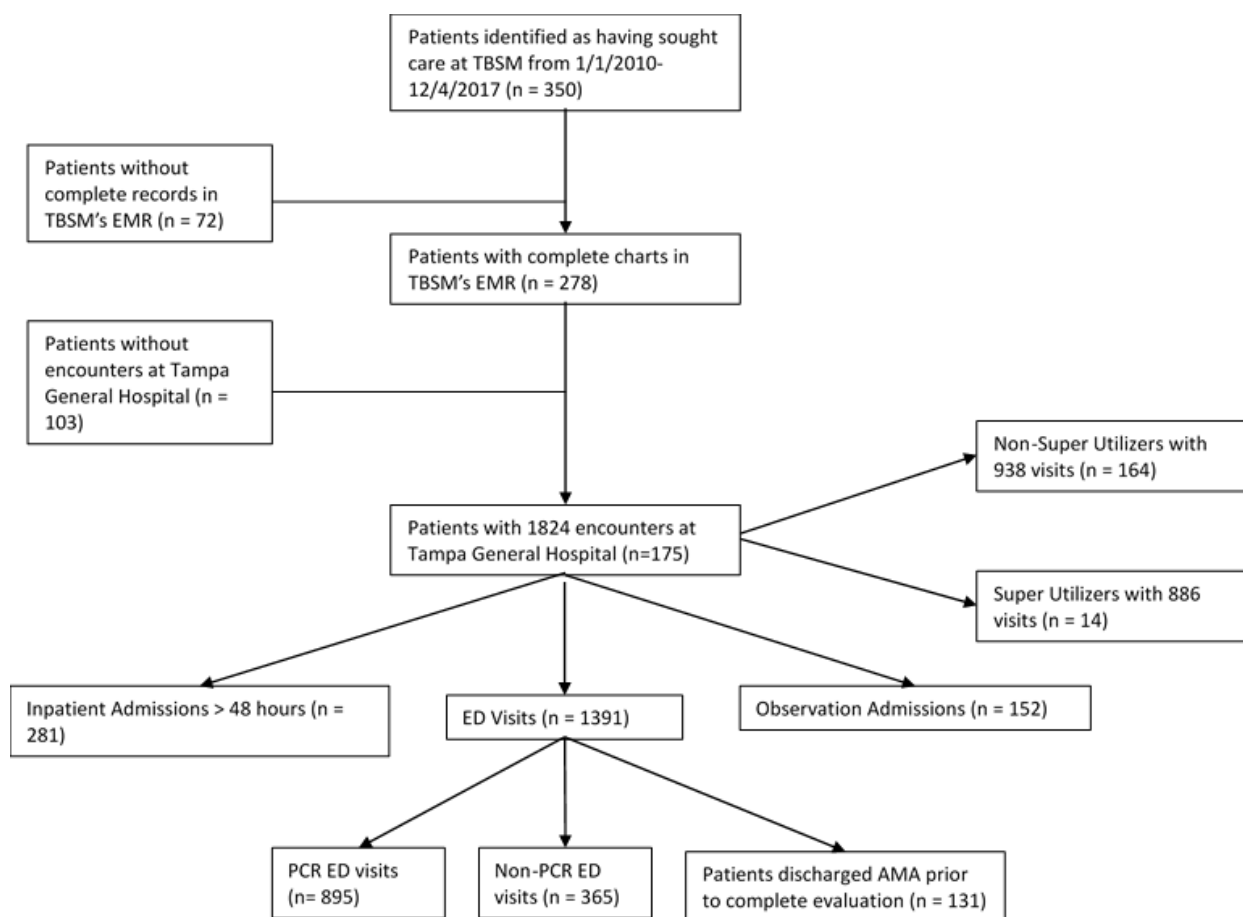 Patients identified as having sought
care at TBSM from 1/1/2010-
12/4/2017 (n = 350)
Patients without
complete records in
TBSM's EMR (n = 72)
Patients with complete charts in
TBSM's EMR (n = 278)
Patients without
encounters at Tampa
General Hospital (n =
103)
Non-Super Utilizers with
938 visits (n = 164)
Patients with 1824 encounters at
Tampa General Hospital (n=175)
Super Utilizers with 886
visits (n = 14)
Inpatient Admissions > 48 hours (n =
281)
ED Visits (n = 1391)
Observation Admissions (n = 152)
PCR ED visits
(n= 895)
Non-PCR ED
visits (n = 365)
Patients discharged AMA prior
to complete evaluation (n = 131)